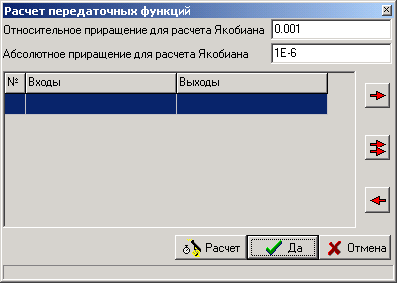 Расчет передаточных функций
Относительное приращение для расчета Якобиана 0.001
Абсолютное приращение для расчета Якобиана 1E-6
№ Входы Выходы
Расчет Да Отмена